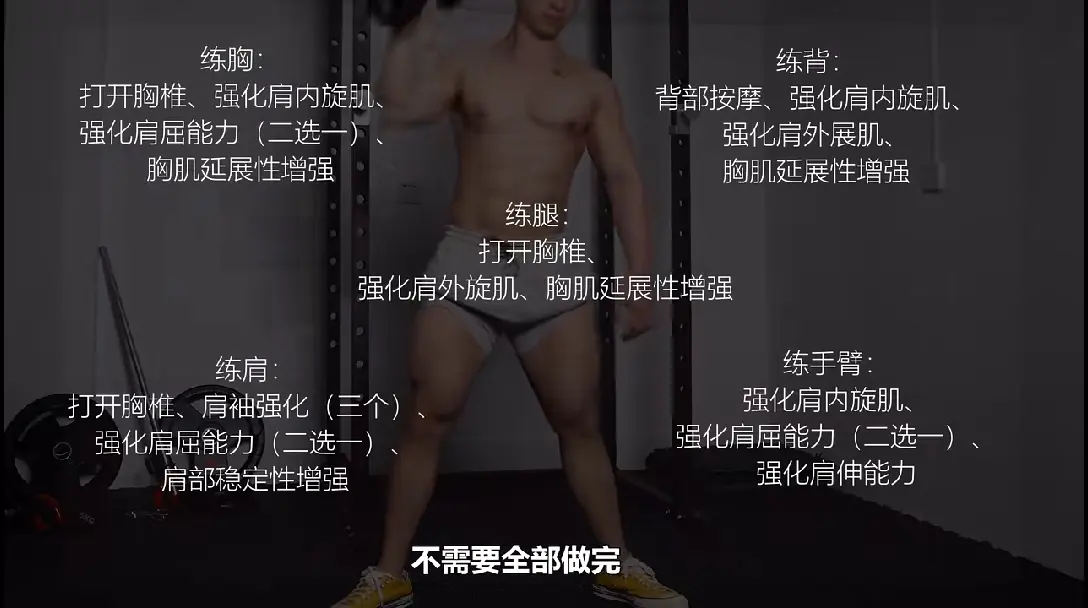 练胸：
打开胸椎、强化肩内旋肌、
强化肩屈能力（二选一）、
胸肌延展性增强
练背：
背部按摩、强化肩内旋肌、
强化肩外展肌、
胸肌延展性增强
练腿：
打开胸椎、
强化肩外旋肌、胸肌延展性增强
练肩：
打开胸椎、肩袖强化（三个）、
强化肩屈能力（二选一）、
肩部稳定性增强
练手臂：
强化肩内旋肌、
强化肩屈能力（二选一）、
强化肩伸能力
不需要全部做完